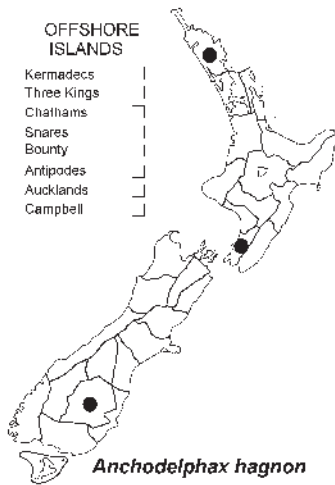 OFFSHORE
ISLANDS
Kermadecs
Three Kings
Chathams
Snares
Bounty
Antipodes
Aucklands
Campbell
Anchodelphax hagnon